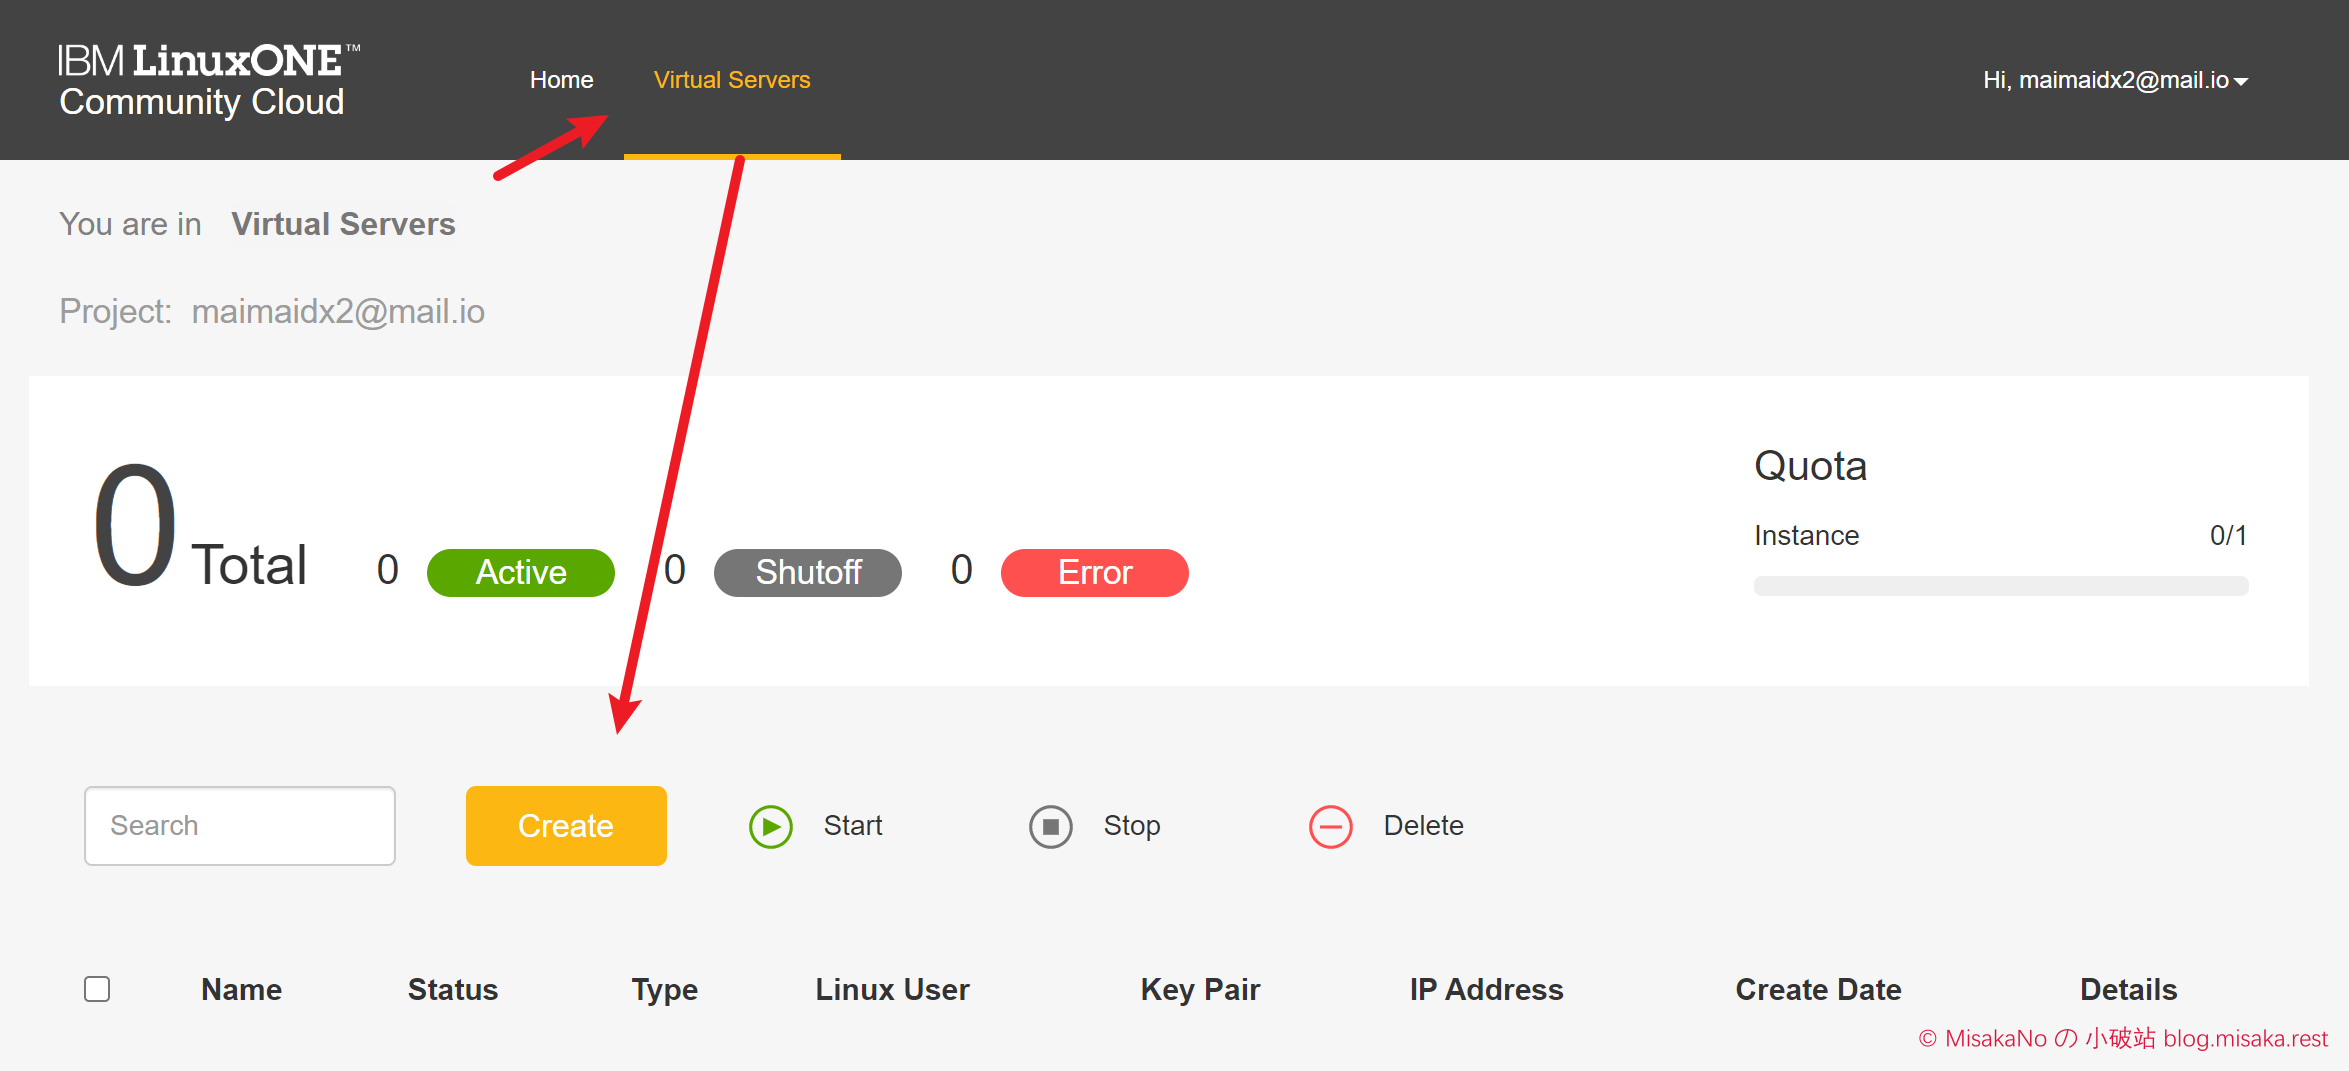 IBM LinuxONE™
Community Cloud
Home
Virtual Servers
Hi, maimaidx2@mail.io
You are in Virtual Servers
Project: maimaidx2@mail.io
0 Total
0 Active
0 Shutoff
0 Error
Quota
Instance 0/1
Search
Create
Start
Stop
Delete
Name Status Type Linux User Key Pair IP Address Create Date Details
© MisakaNo の 小破站 blog.misaka.rest